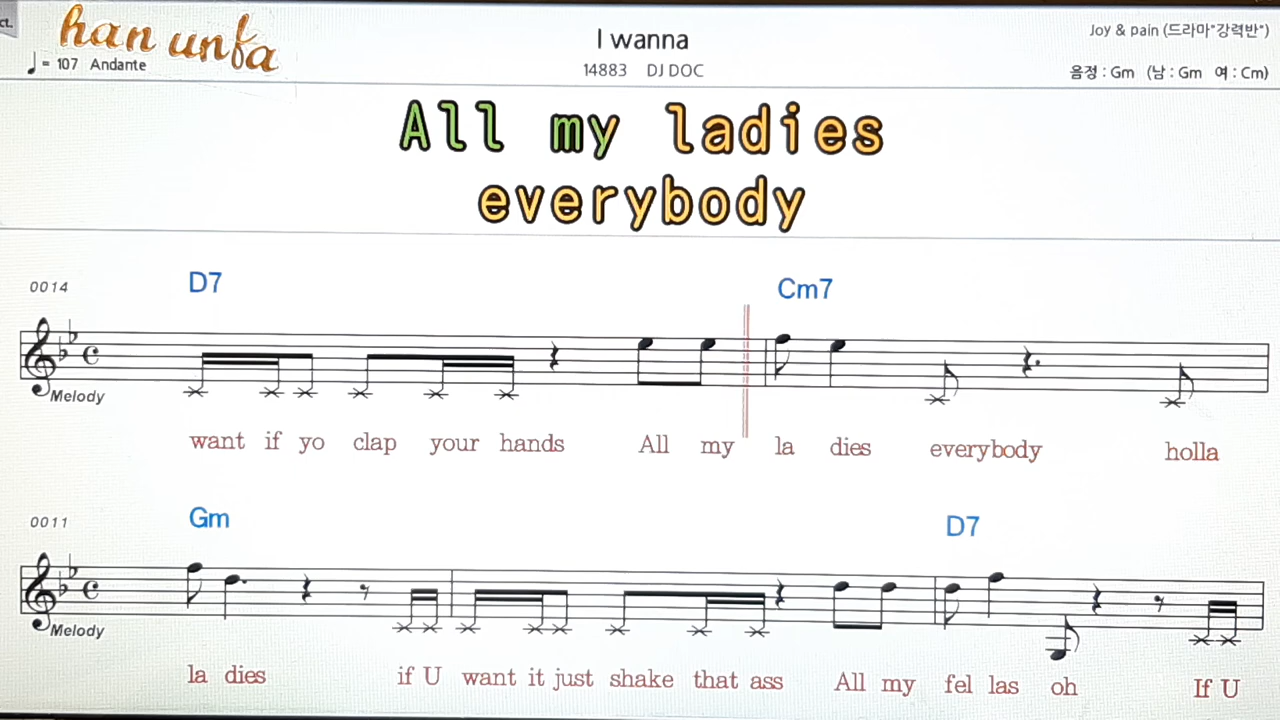 ct.
han unfa
♩= 107 Andante
I wanna
14883 DJ DOC
Joy & pain (드라마"강력반")
음정 : Gm (남 : Gm 여 : Cm)
All my ladies
everybody
0014
D7 Cm7
Melody
want if yo clap your hands All my la dies everybody holla
0011
Gm D7
Melody
la dies if U want it just shake that ass All my fel las oh If U